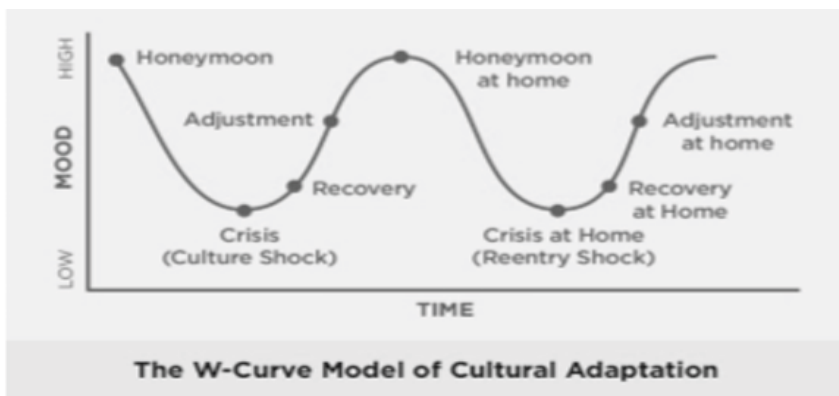 HIGH
MOOD
LOW
Honeymoon
Adjustment
Recovery
Crisis
(Culture Shock)
Honeymoon
at home
Adjustment
at home
Recovery
at Home
Crisis at Home
(Reentry Shock)
TIME
The W-Curve Model of Cultural Adaptation